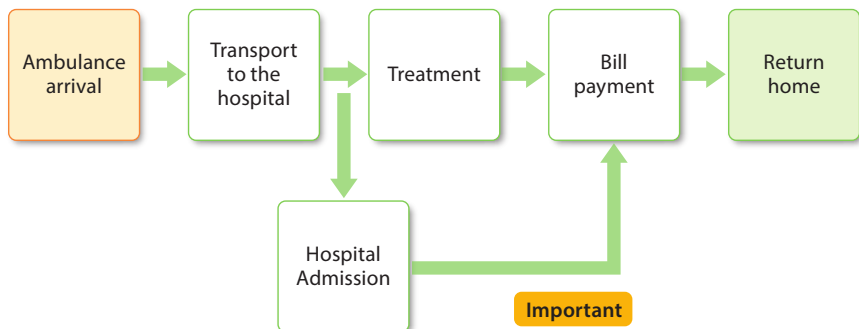 Ambulance
arrival
Transport
to the
hospital
Treatment
Bill
payment
Return
home
Hospital
Admission
Important